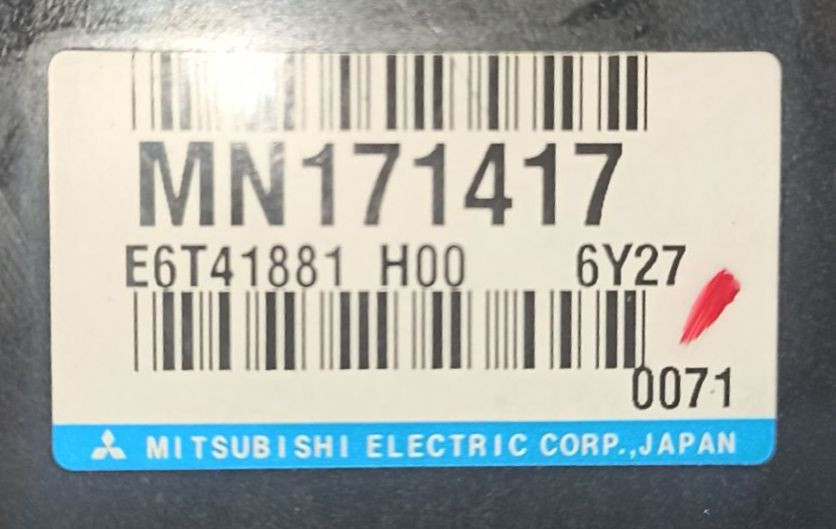 MN171417
E6T41881 H00 6Y27
0071
MITSUBISHI ELECTRIC CORP.,JAPAN